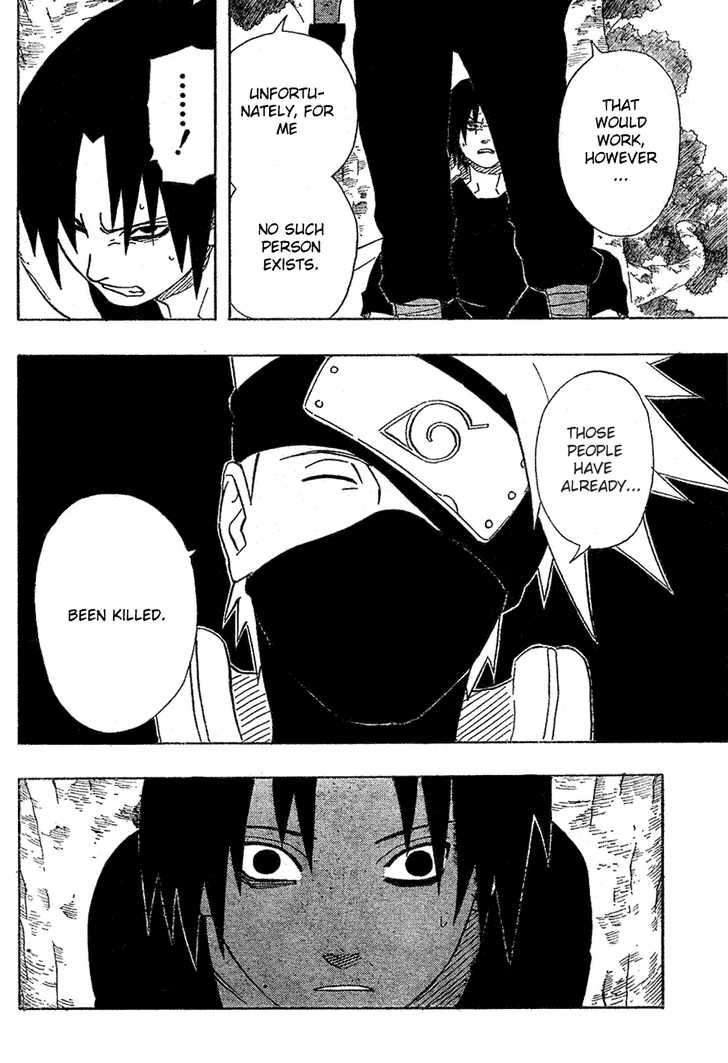 THAT
WOULD
WORK,
HOWEVER
...
UNFORTU-
NATELY, FOR
ME
NO SUCH
PERSON
EXISTS.
......!
THOSE
PEOPLE
HAVE
ALREADY...
BEEN KILLED.